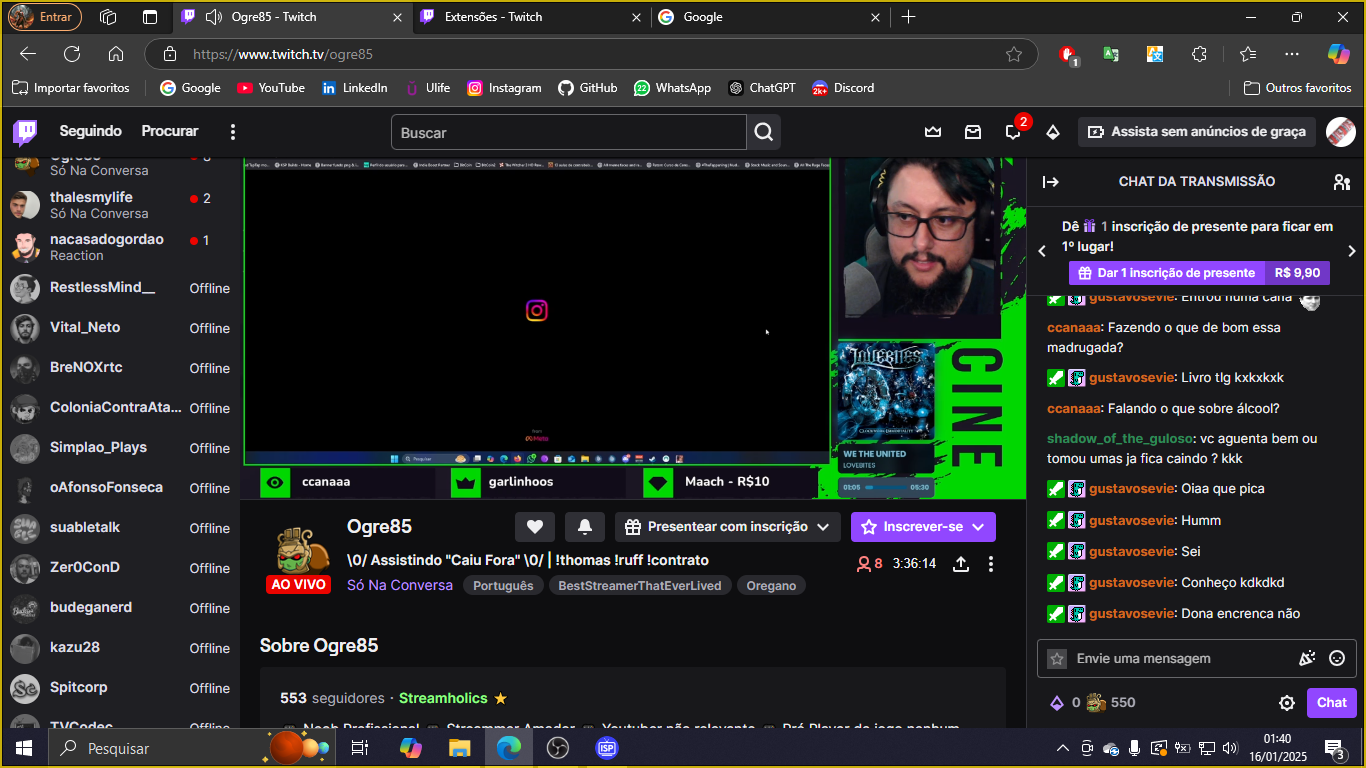 Entrar
Ogre85 - Twitch
Extensões - Twitch
Google
https://www.twitch.tv/ogre85
1
Importar favoritos
Google
YouTube
LinkedIn
Ulife
Instagram
GitHub
22
WhatsApp
ChatGPT
2k+
Discord
Outros favoritos
Seguindo
Procurar
Buscar
2
Assista sem anúncios de graça
Ogre85
8
Só Na Conversa
thalesmylife
2
Só Na Conversa
nacasadogordao
1
Reaction
RestlessMind__
Offline
Vital_Neto
Offline
BreNOXrtc
Offline
ColoniaContraAta...
Offline
Simplao_Plays
Offline
oAfonsoFonseca
Offline
suabletalk
Offline
Zer0ConD
Offline
budeganerd
Offline
kazu28
Offline
Spitcorp
Offline
TVCodec
Meta
Pesquisar
LOVEBITES
CINE
WE THE UNITED
LOVEBITES
01:05
05:30
ccanaaa
garlinhoos
Maach - R$10
AO VIVO
Ogre85
Presentear com inscrição
Inscrever-se
\0/ Assistindo "Caiu Fora" \0/ | !thomas !ruff !contrato
8
3:36:14
Só Na Conversa
Português
BestStreamerThatEverLived
Oregano
Sobre Ogre85
553 seguidores · Streamholics
Noob Profissional
Streammer Amador
Youtuber não relevante
Pró Player de jogo nenhum
CHAT DA TRANSMISSÃO
Dê 1 inscrição de presente para ficar em
1º lugar!
Dar 1 inscrição de presente
R$ 9,90
gustavosevie: Entrou numa cana
ccanaaa: Fazendo o que de bom essa
madrugada?
gustavosevie: Livro tlg kxkxkxk
ccanaaa: Falando o que sobre álcool?
shadow_of_the_guloso: vc aguenta bem ou
tomou umas ja fica caindo ? kkk
gustavosevie: Oiaa que pica
gustavosevie: Humm
gustavosevie: Sei
gustavosevie: Conheço kdkdkd
gustavosevie: Dona encrenca não
Envie uma mensagem
0
550
Chat
Pesquisar
ISP
01:40
16/01/2025
3